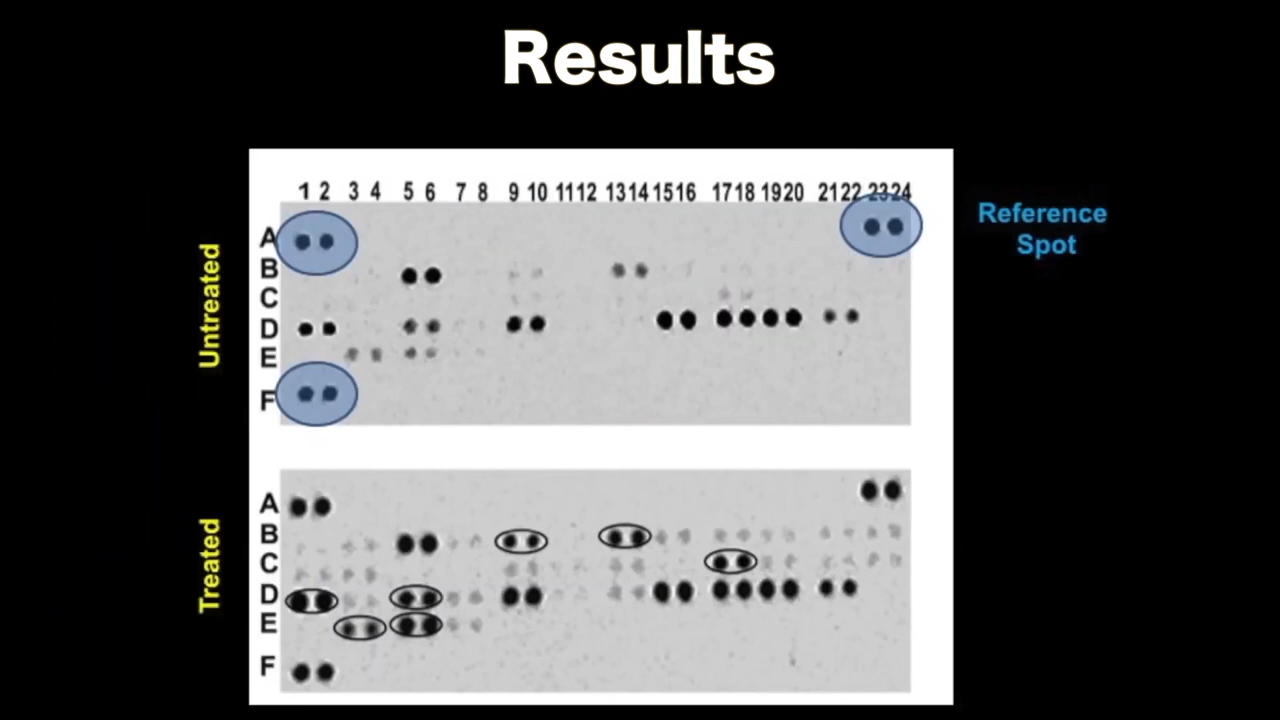 Results
1 2 3 4 5 6 7 8 9 10 11 12 13 14 15 16 17 18 19 20 21 22 23 24
Reference
Spot
Untreated
A
B
C
D
E
F
Treated
A
B
C
D
E
F